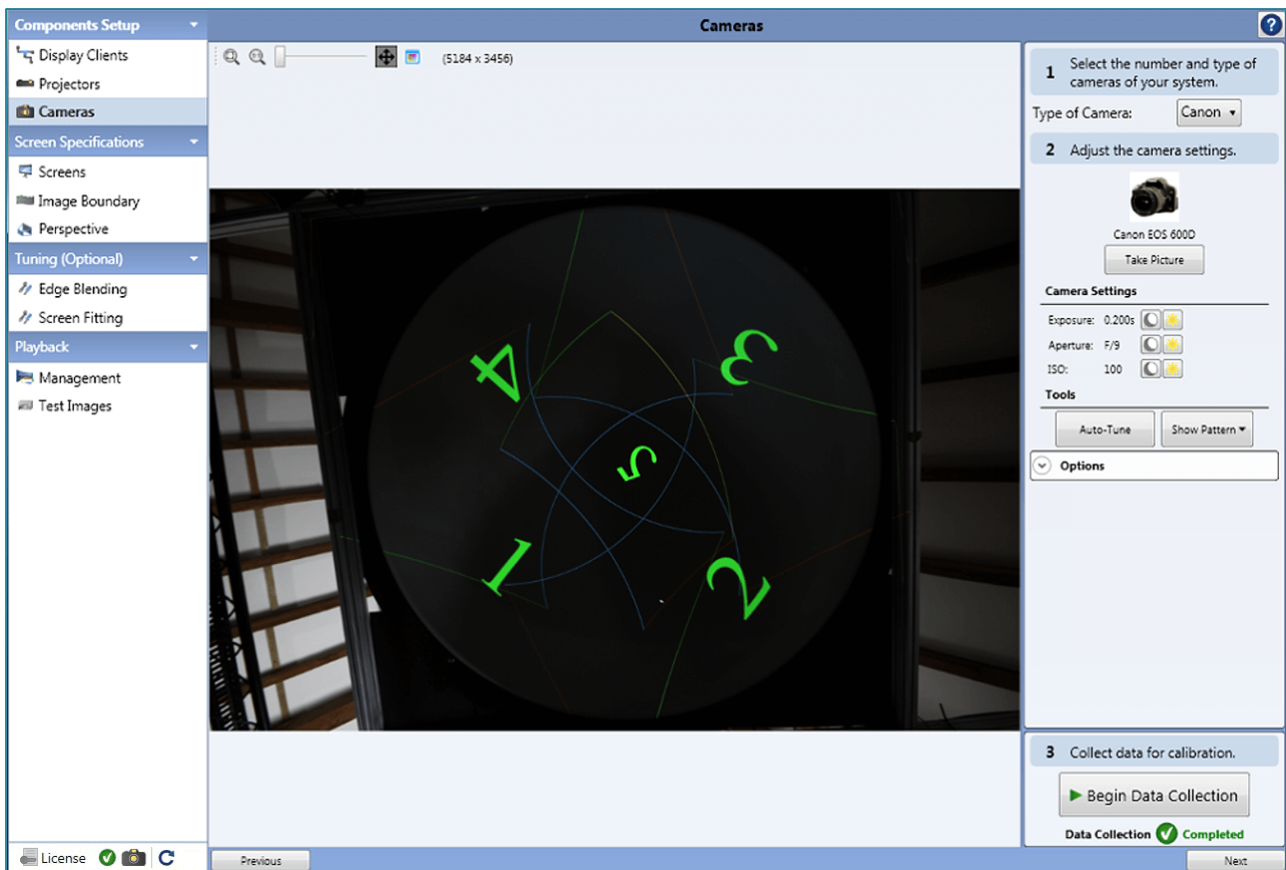 Components Setup
Display Clients
Projectors
Cameras
Screen Specifications
Screens
Image Boundary
Perspective
Tuning (Optional)
Edge Blending
Screen Fitting
Playback
Management
Test Images
License
Cameras
(5184 x 3456)
4
3
5
1
2
Previous
?
1 Select the number and type of
cameras of your system.
Type of Camera: Canon
2 Adjust the camera settings.
Canon EOS 600D
Take Picture
Camera Settings
Exposure: 0.200s
Aperture: F/9
ISO: 100
Tools
Auto-Tune Show Pattern
Options
3 Collect data for calibration.
Begin Data Collection
Data Collection Completed
Next